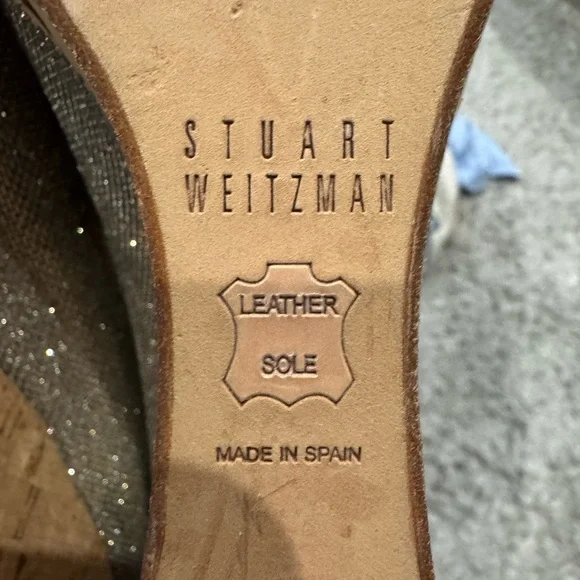 STUART
WEITZMAN
LEATHER
SOLE
MADE IN SPAIN